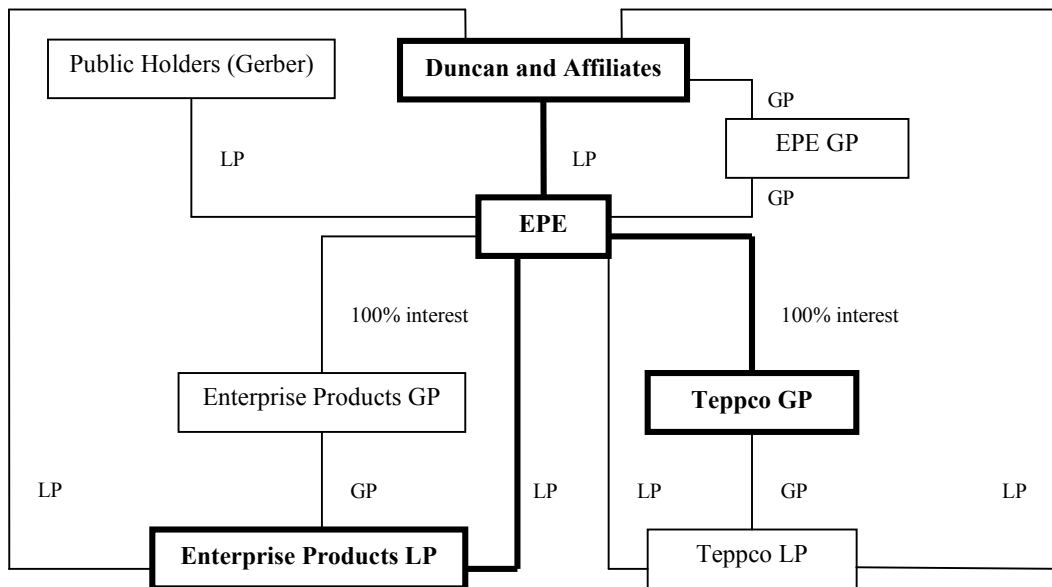 Public Holders (Gerber)
Duncan and Affiliates
GP
EPE GP
LP
LP
GP
EPE
100% interest
100% interest
Enterprise Products GP
Teppco GP
LP
GP
LP
LP
GP
LP
Enterprise Products LP
Teppco LP